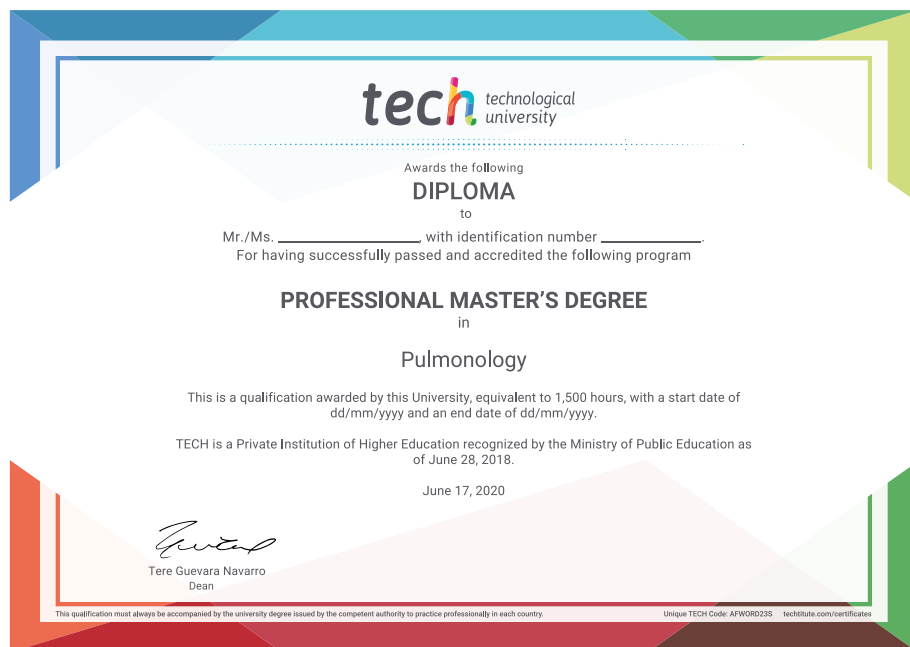 tech technological
university
Awards the following
DIPLOMA
to
Mr./Ms. ____________________, with identification number ______________.
For having successfully passed and accredited the following program
PROFESSIONAL MASTER'S DEGREE
in
Pulmonology
This is a qualification awarded by this University, equivalent to 1,500 hours, with a start date of
dd/mm/yyyy and an end date of dd/mm/yyyy.
TECH is a Private Institution of Higher Education recognized by the Ministry of Public Education as
of June 28, 2018.
June 17, 2020
Tere Guevara Navarro
Dean
This qualification must always be accompanied by the university degree issued by the competent authority to practice professionally in each country. Unique TECH Code: AFWORD23S techtitute.com/certificates